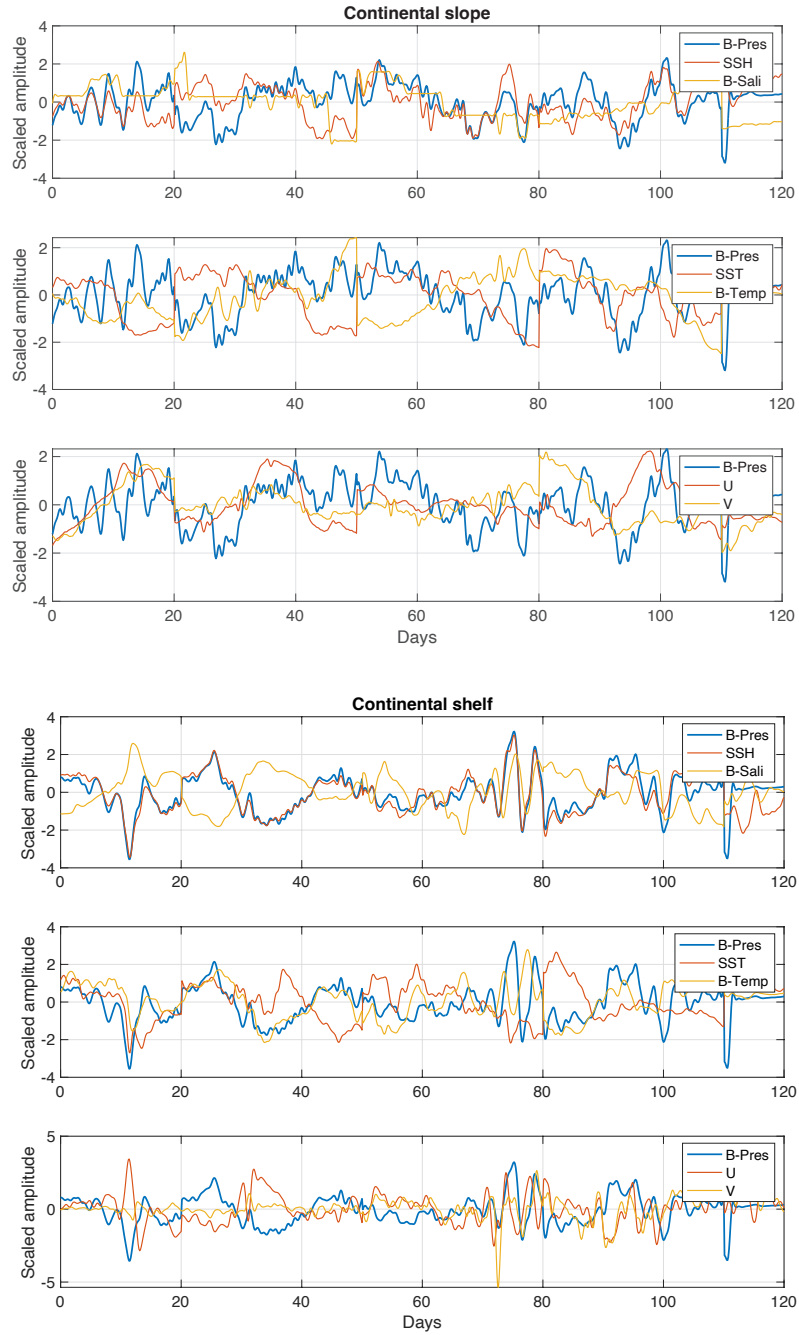 Continental slope
Scaled amplitude
4
2
0
-2
-4
0 20 40 60 80 100 120
B-Pres
SSH
B-Sali
Scaled amplitude
2
0
-2
-4
0 20 40 60 80 100 120
B-Pres
SST
B-Temp
Scaled amplitude
2
0
-2
-4
0 20 40 60 80 100 120
B-Pres
U
V
Days
Continental shelf
Scaled amplitude
4
2
0
-2
-4
0 20 40 60 80 100 120
B-Pres
SSH
B-Sali
Scaled amplitude
4
2
0
-2
-4
0 20 40 60 80 100 120
B-Pres
SST
B-Temp
Scaled amplitude
5
0
-5
0 20 40 60 80 100 120
B-Pres
U
V
Days